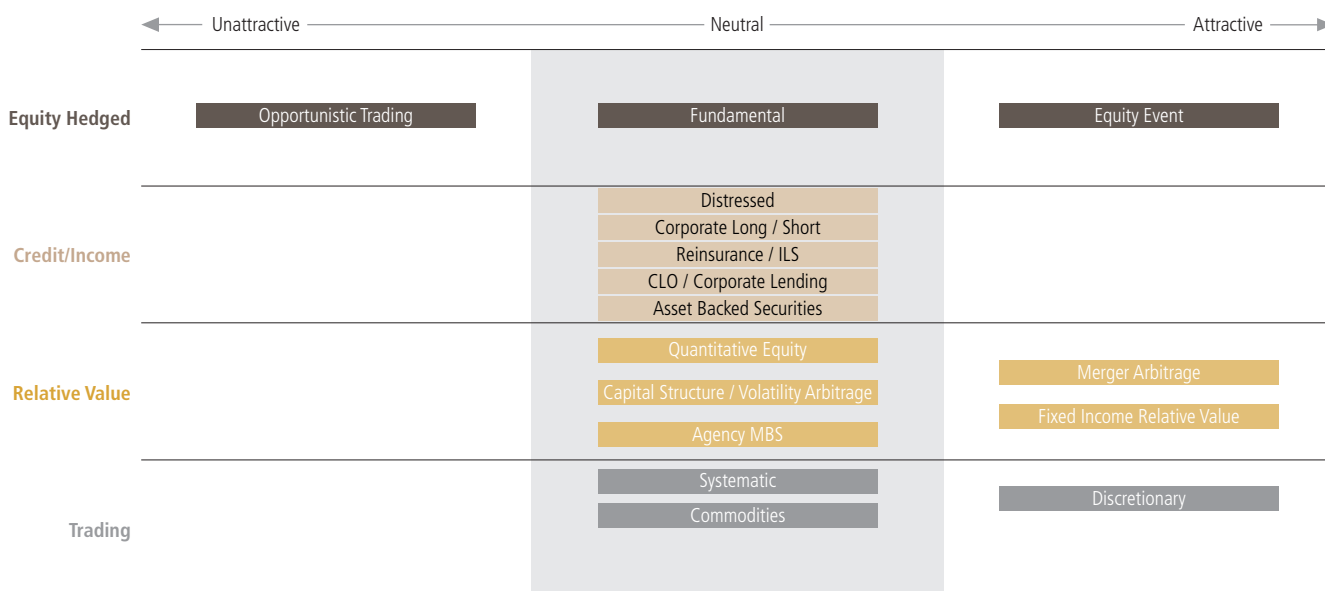 Unattractive
Neutral
Attractive
Equity Hedged
Opportunistic Trading
Fundamental
Equity Event
Credit/Income
Distressed
Corporate Long / Short
Reinsurance / ILS
CLO / Corporate Lending
Asset Backed Securities
Relative Value
Quantitative Equity
Capital Structure / Volatility Arbitrage
Agency MBS
Merger Arbitrage
Fixed Income Relative Value
Trading
Systematic
Commodities
Discretionary